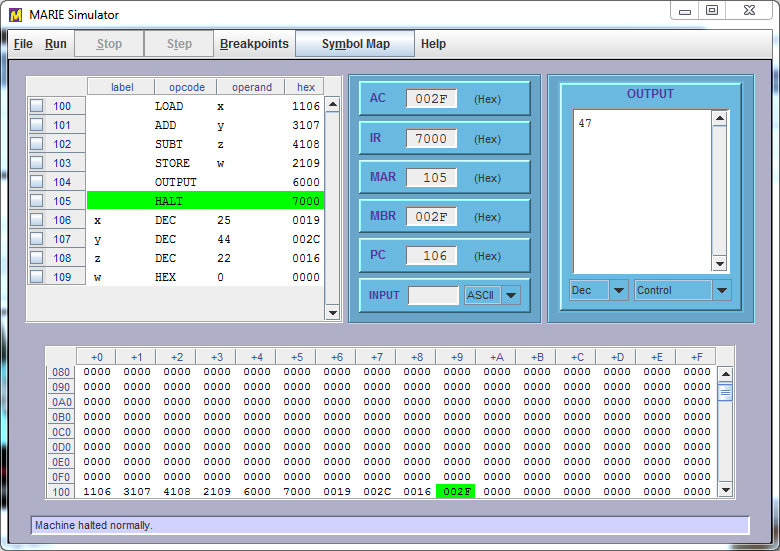 MARIE Simulator
File Run Stop Step Breakpoints Symbol Map Help
label opcode operand hex
100 LOAD x 1106
101 ADD y 3107
102 SUBT z 4108
103 STORE w 2109
104 OUTPUT 6000
105 HALT 7000
106 x DEC 25 0019
107 y DEC 44 002C
108 z DEC 22 0016
109 w HEX 0 0000
AC 002F (Hex)
IR 7000 (Hex)
MAR 105 (Hex)
MBR 002F (Hex)
PC 106 (Hex)
INPUT ASCII
OUTPUT
47
Dec Control
+0 +1 +2 +3 +4 +5 +6 +7 +8 +9 +A +B +C +D +E +F
080 0000 0000 0000 0000 0000 0000 0000 0000 0000 0000 0000 0000 0000 0000 0000 0000
090 0000 0000 0000 0000 0000 0000 0000 0000 0000 0000 0000 0000 0000 0000 0000 0000
0A0 0000 0000 0000 0000 0000 0000 0000 0000 0000 0000 0000 0000 0000 0000 0000 0000
0B0 0000 0000 0000 0000 0000 0000 0000 0000 0000 0000 0000 0000 0000 0000 0000 0000
0C0 0000 0000 0000 0000 0000 0000 0000 0000 0000 0000 0000 0000 0000 0000 0000 0000
0D0 0000 0000 0000 0000 0000 0000 0000 0000 0000 0000 0000 0000 0000 0000 0000 0000
0E0 0000 0000 0000 0000 0000 0000 0000 0000 0000 0000 0000 0000 0000 0000 0000 0000
0F0 0000 0000 0000 0000 0000 0000 0000 0000 0000 0000 0000 0000 0000 0000 0000 0000
100 1106 3107 4108 2109 6000 7000 0019 002C 0016 002F 0000 0000 0000 0000 0000 0000
Machine halted normally.